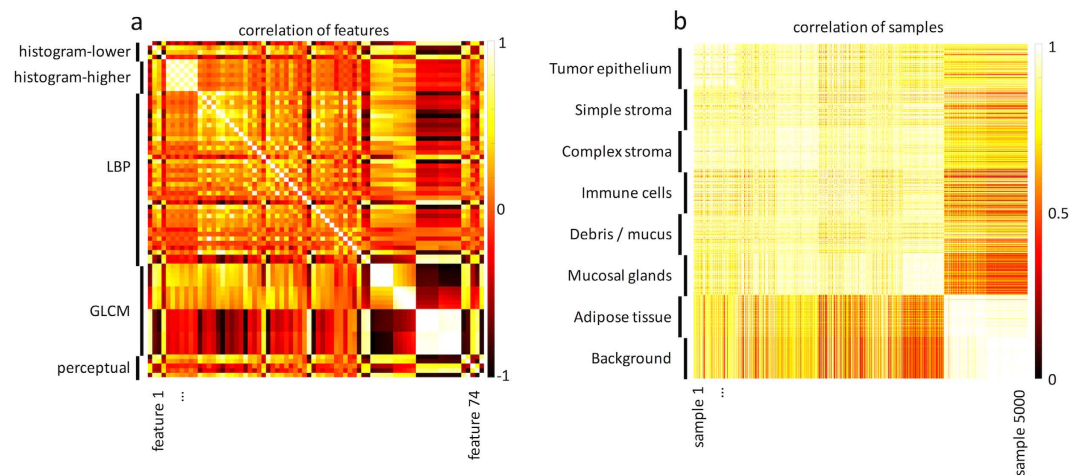 a
correlation of features
histogram-lower
histogram-higher
LBP
GLCM
perceptual
1
0
-1
feature 1
...
feature 74
b
correlation of samples
Tumor epithelium
Simple stroma
Complex stroma
Immune cells
Debris / mucus
Mucosal glands
Adipose tissue
Background
1
0.5
0
sample 1
...
sample 5000